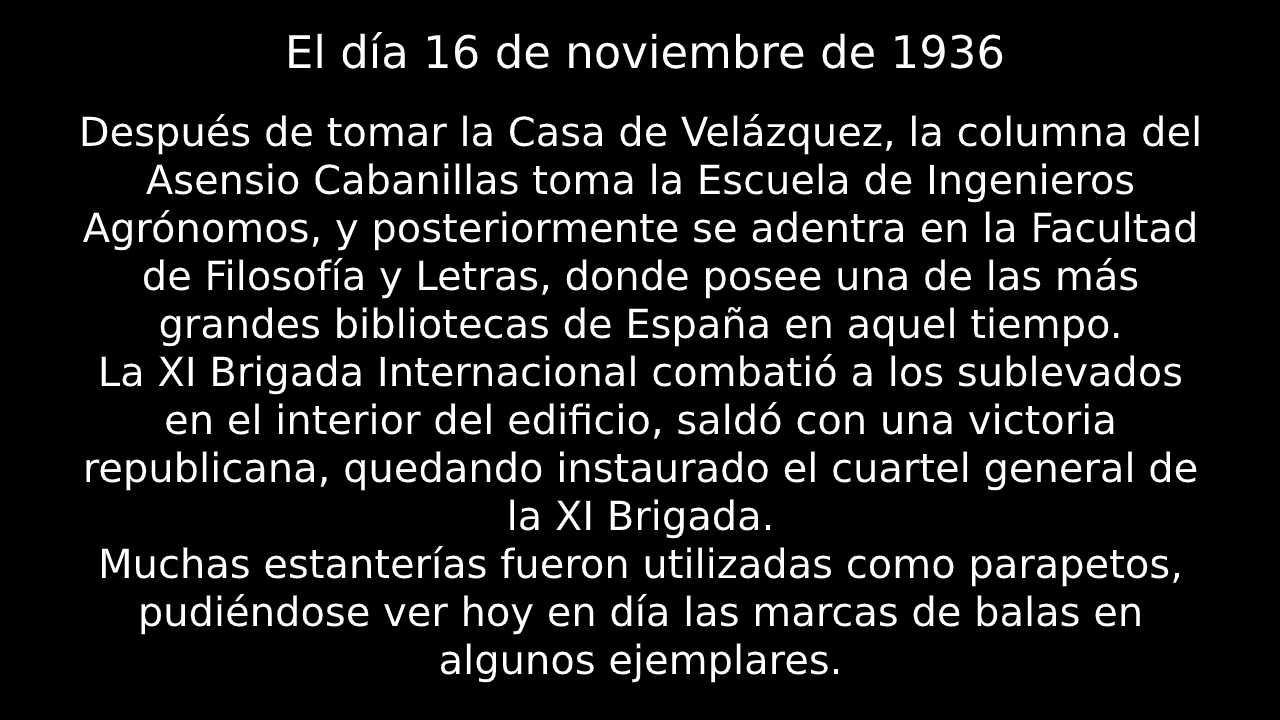 El día 16 de noviembre de 1936
Después de tomar la Casa de Velázquez, la columna del
Asensio Cabanillas toma la Escuela de Ingenieros
Agrónomos, y posteriormente se adentra en la Facultad
de Filosofía y Letras, donde posee una de las más
grandes bibliotecas de España en aquel tiempo.
La XI Brigada Internacional combatió a los sublevados
en el interior del edificio, saldó con una victoria
republicana, quedando instaurado el cuartel general de
la XI Brigada.
Muchas estanterías fueron utilizadas como parapetos,
pudiéndose ver hoy en día las marcas de balas en
algunos ejemplares.